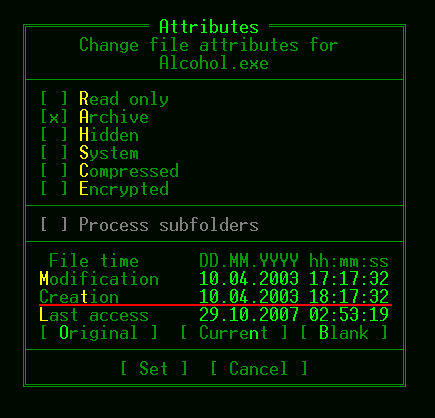 Attributes
Change file attributes for
Alcohol.exe
[ ] Read only
[x] Archive
[ ] Hidden
[ ] System
[ ] Compressed
[ ] Encrypted
[ ] Process subfolders
File time DD.MM.YYYY hh:mm:ss
Modification 10.04.2003 17:17:32
Creation 10.04.2003 18:17:32
Last access 29.10.2007 02:53:19
[ Original ] [ Current ] [ Blank ]
[ Set ] [ Cancel ]